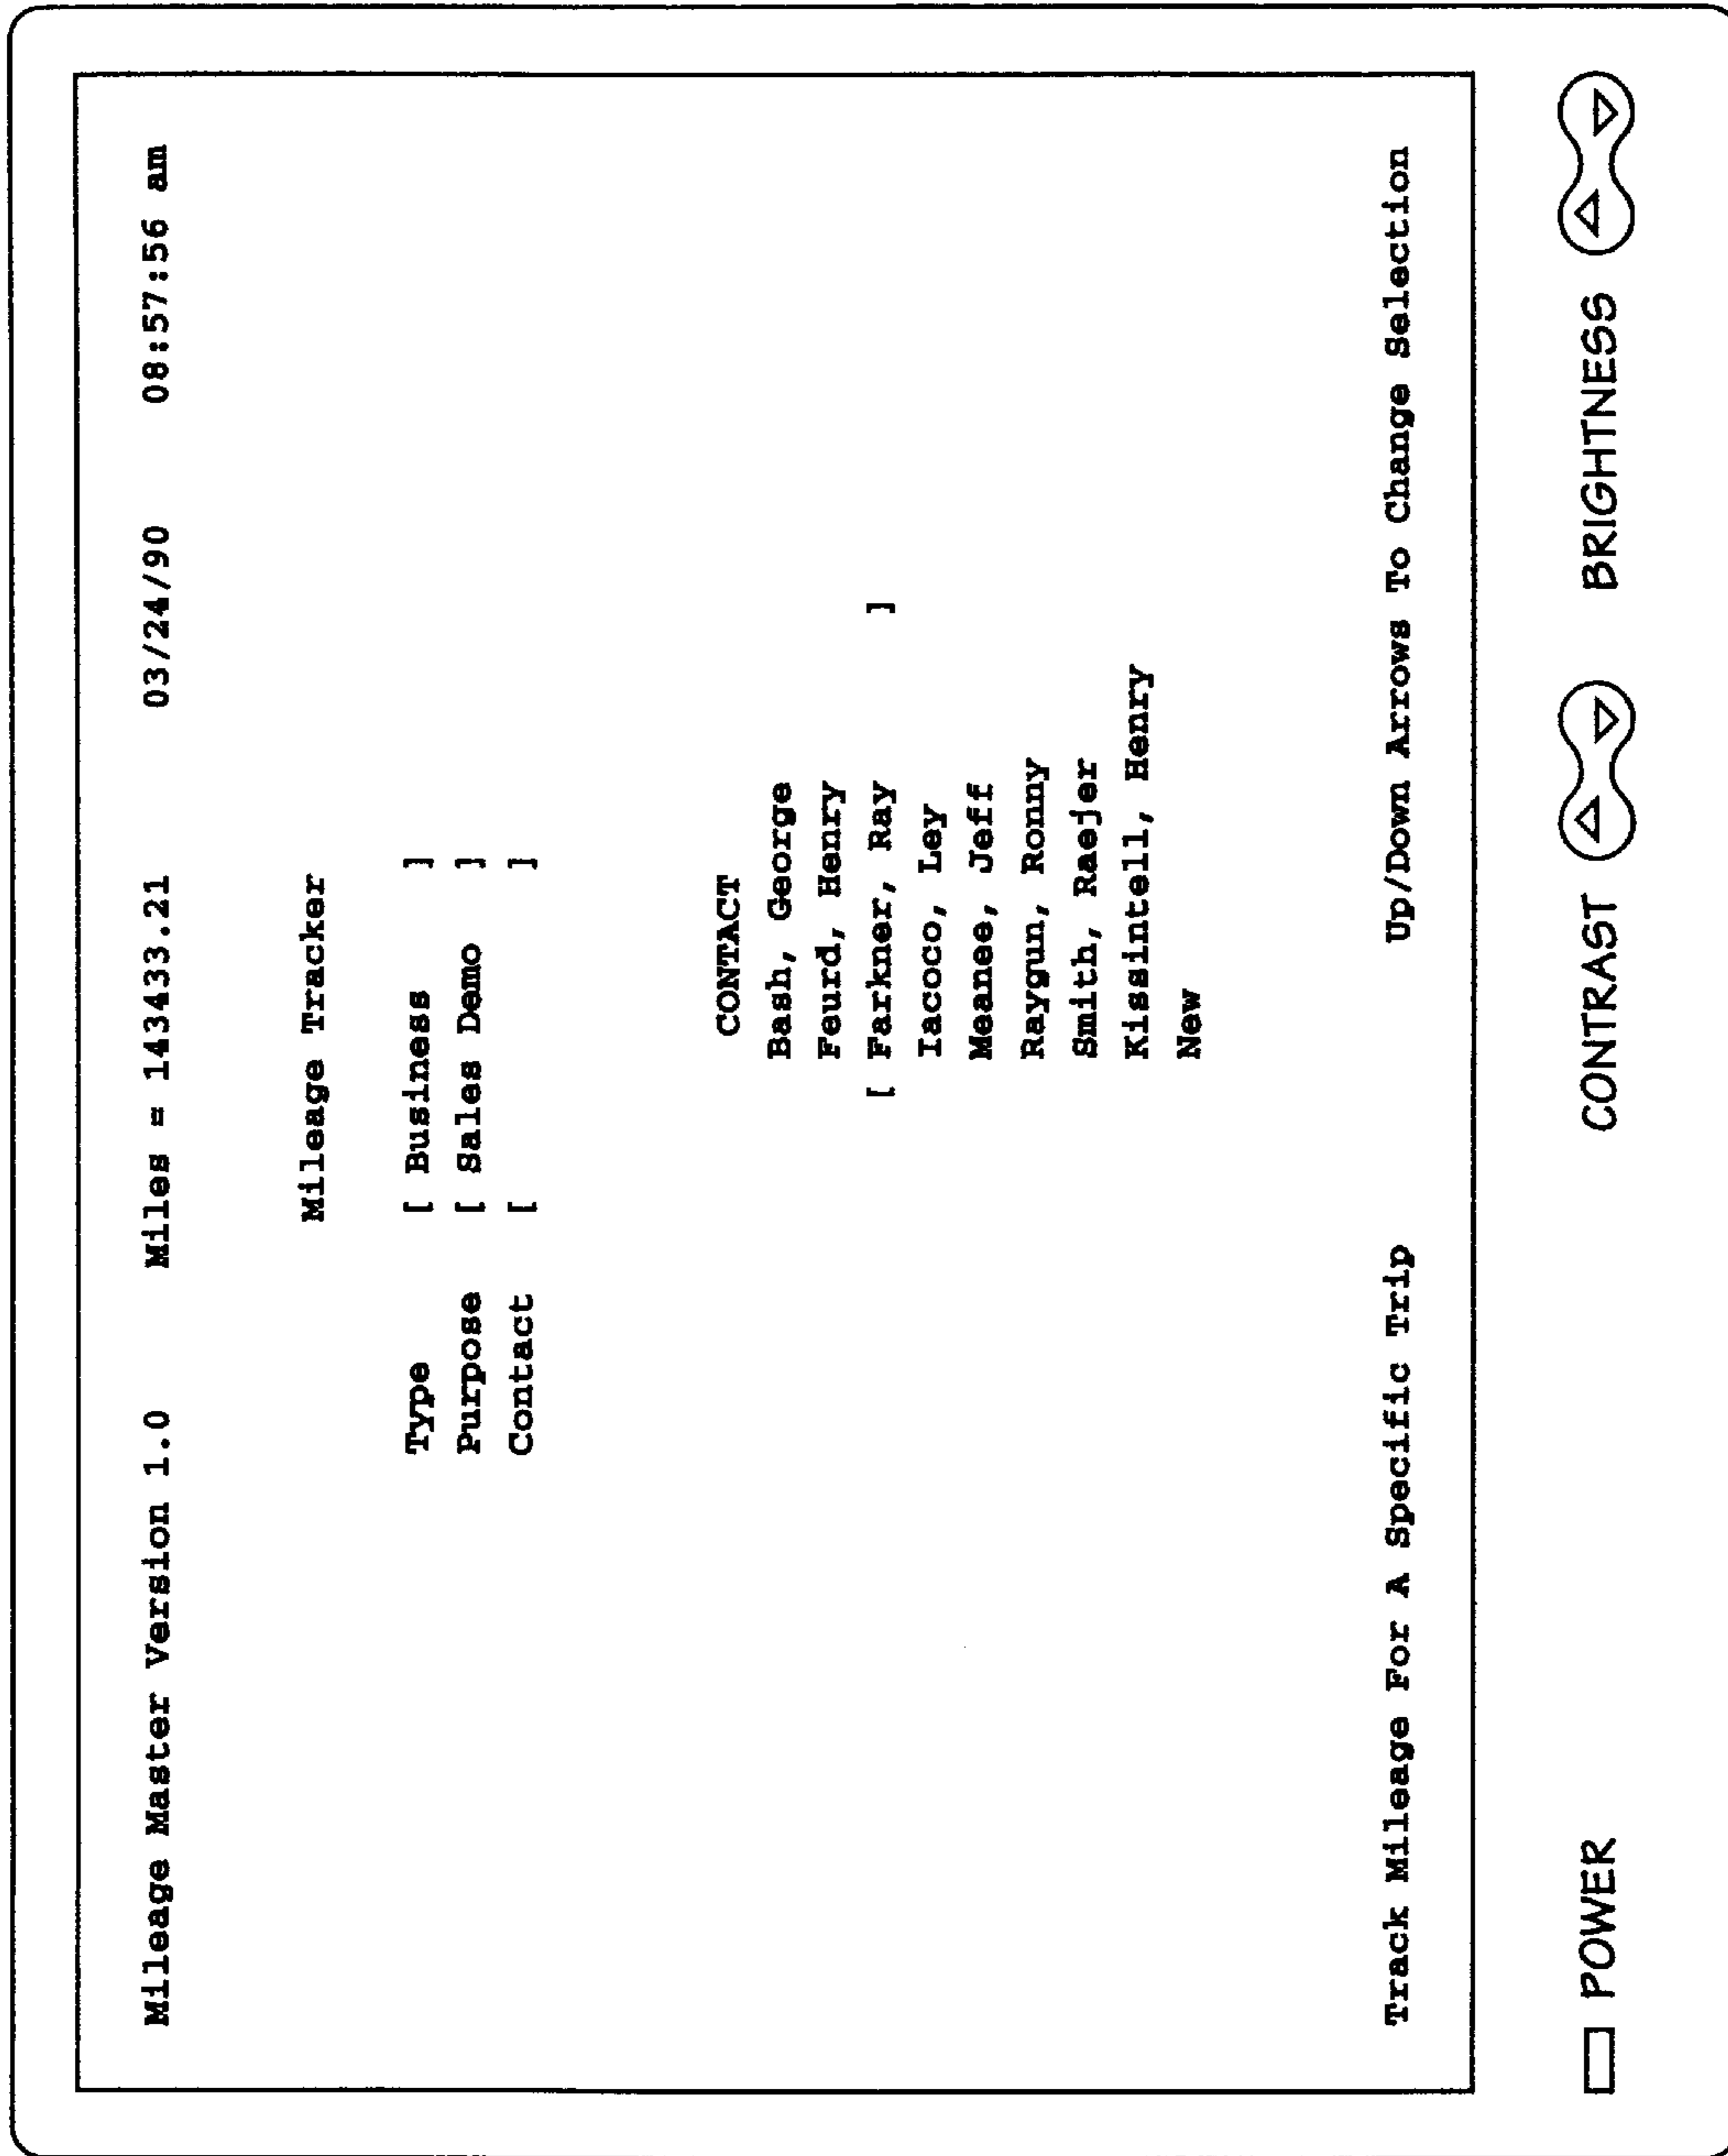 Mileage Master Version 1.0 Miles = 143433.21 03/24/90 08:57:56 am
Mileage Tracker
Type [ Business ]
Purpose [ Sales Demo ]
Contact [ ]
CONTACT
Bash, George
Feurd, Henry
[ Farkner, Ray ]
Iacoco, Ley
Meanee, Jeff
Raygun, Ronny
Smith, Raejer
Kissintell, Henry
New
Track Mileage For A Specific Trip Up/Down Arrows To Change Selection
POWER CONTRAST BRIGHTNESS